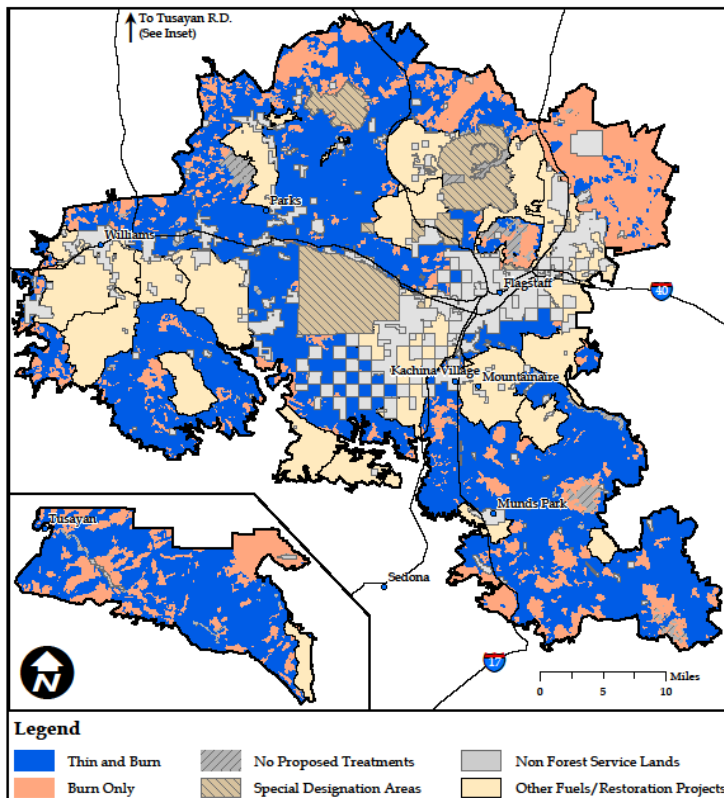 To Tusayan R.D.
(See Inset)
Parks
Williams
Flagstaff
40
Kachina Village
Mountainaire
Munds Park
Tusayan
Sedona
17
Miles
0 5 10
N
Legend
Thin and Burn
No Proposed Treatments
Non Forest Service Lands
Burn Only
Special Designation Areas
Other Fuels/Restoration Projects